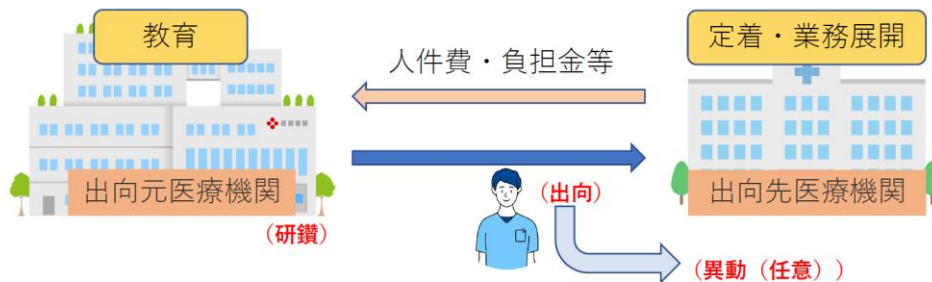 教育
定着・業務展開
人件費・負担金等
出向元医療機関
(出向)
出向先医療機関
(研鑽)
(異動(任意))